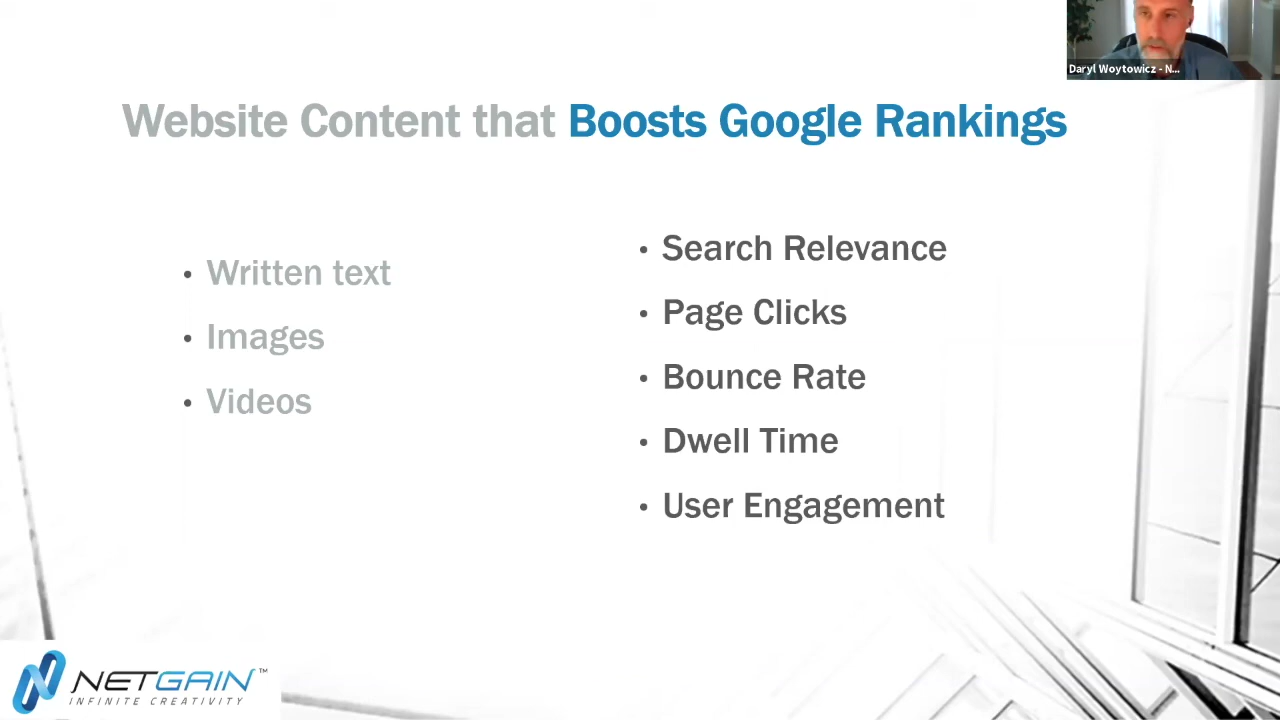 Daryl Woytowicz - N...
Website Content that Boosts Google Rankings
• Written text
• Images
• Videos
• Search Relevance
• Page Clicks
• Bounce Rate
• Dwell Time
• User Engagement
NETGAIN™
INFINITE CREATIVITY